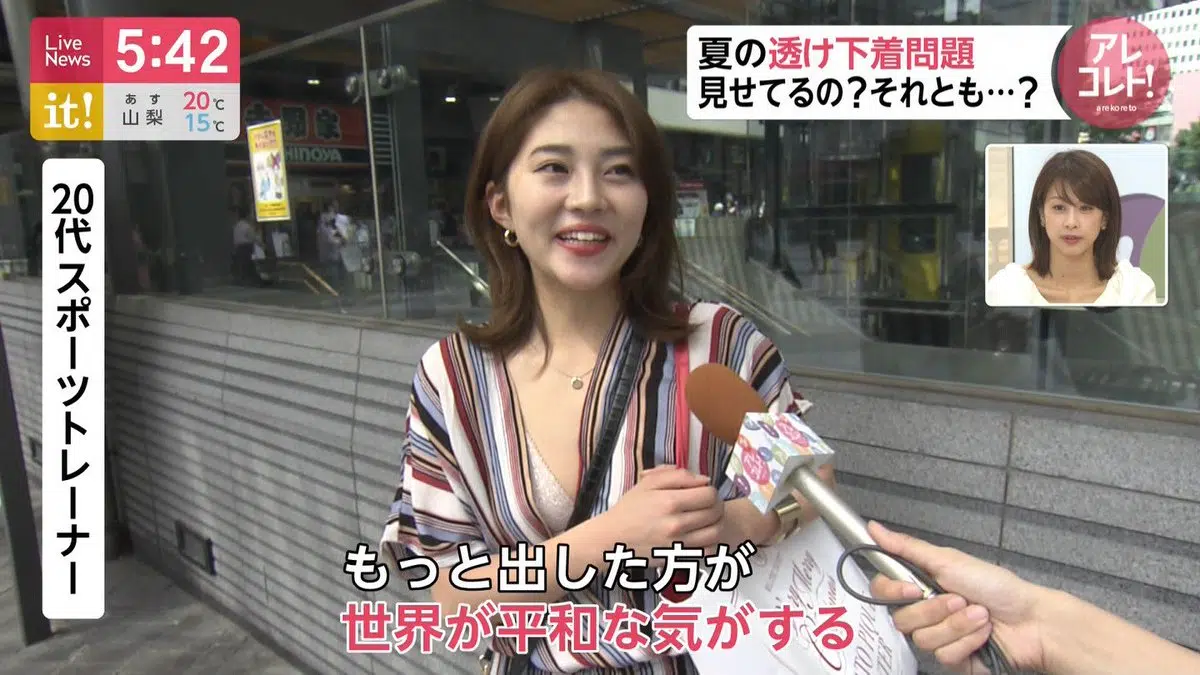 Live
News
5:42
it!
あす
山梨
20℃
15℃
夏の透け下着問題
見せてるの？それとも…？
アレ
コレト!
arekoreto
20代スポーツトレーナー
HINOYA
もっと出した方が
世界が平和な気がする